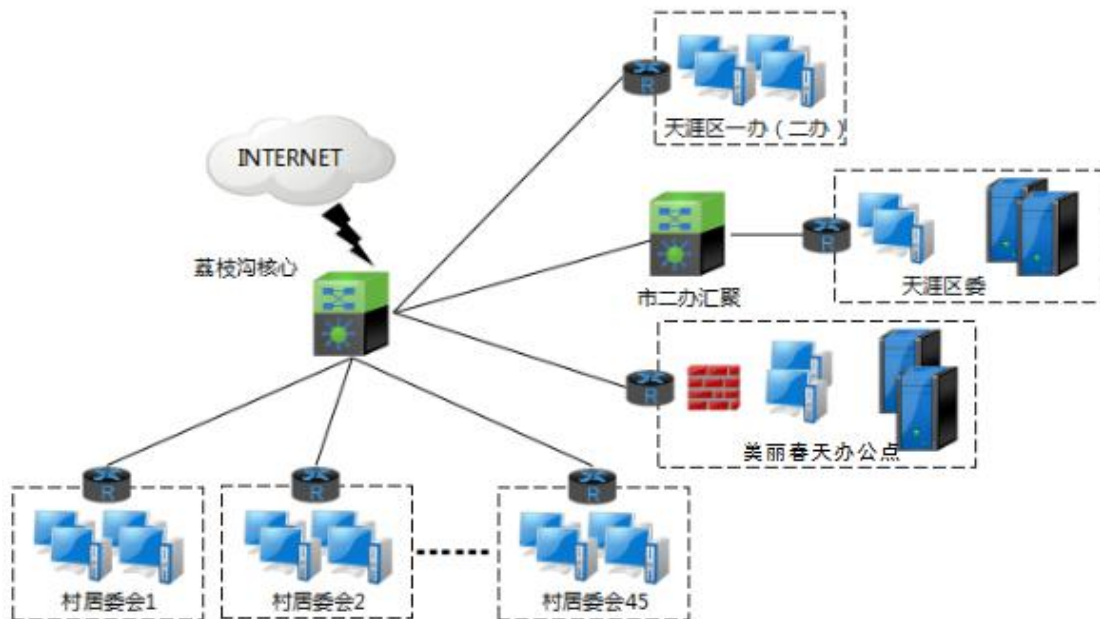 R
天涯区一办（二办）
INTERNET
荔枝沟核心
市二办汇聚
R
天涯区委
R
美丽春天办公点
R
R
R
村居委会1
村居委会2
村居委会45